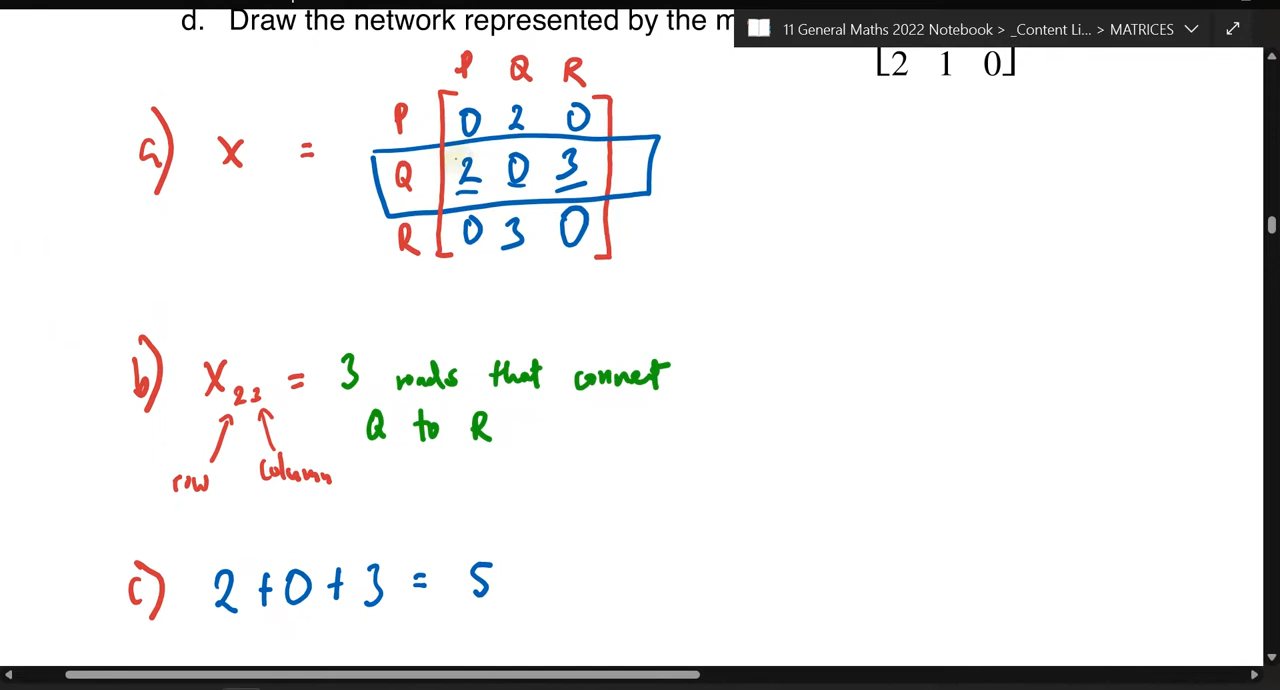 d. Draw the network represented by the m
11 General Maths 2022 Notebook > _Content Li... > MATRICES
[2 1 0]
P Q R
P 0 2 0
a) X =
Q 2 0 3
R 0 3 0
b) X23 = 3 roads that connect
Q to R
row column
c) 2 + 0 + 3 = 5